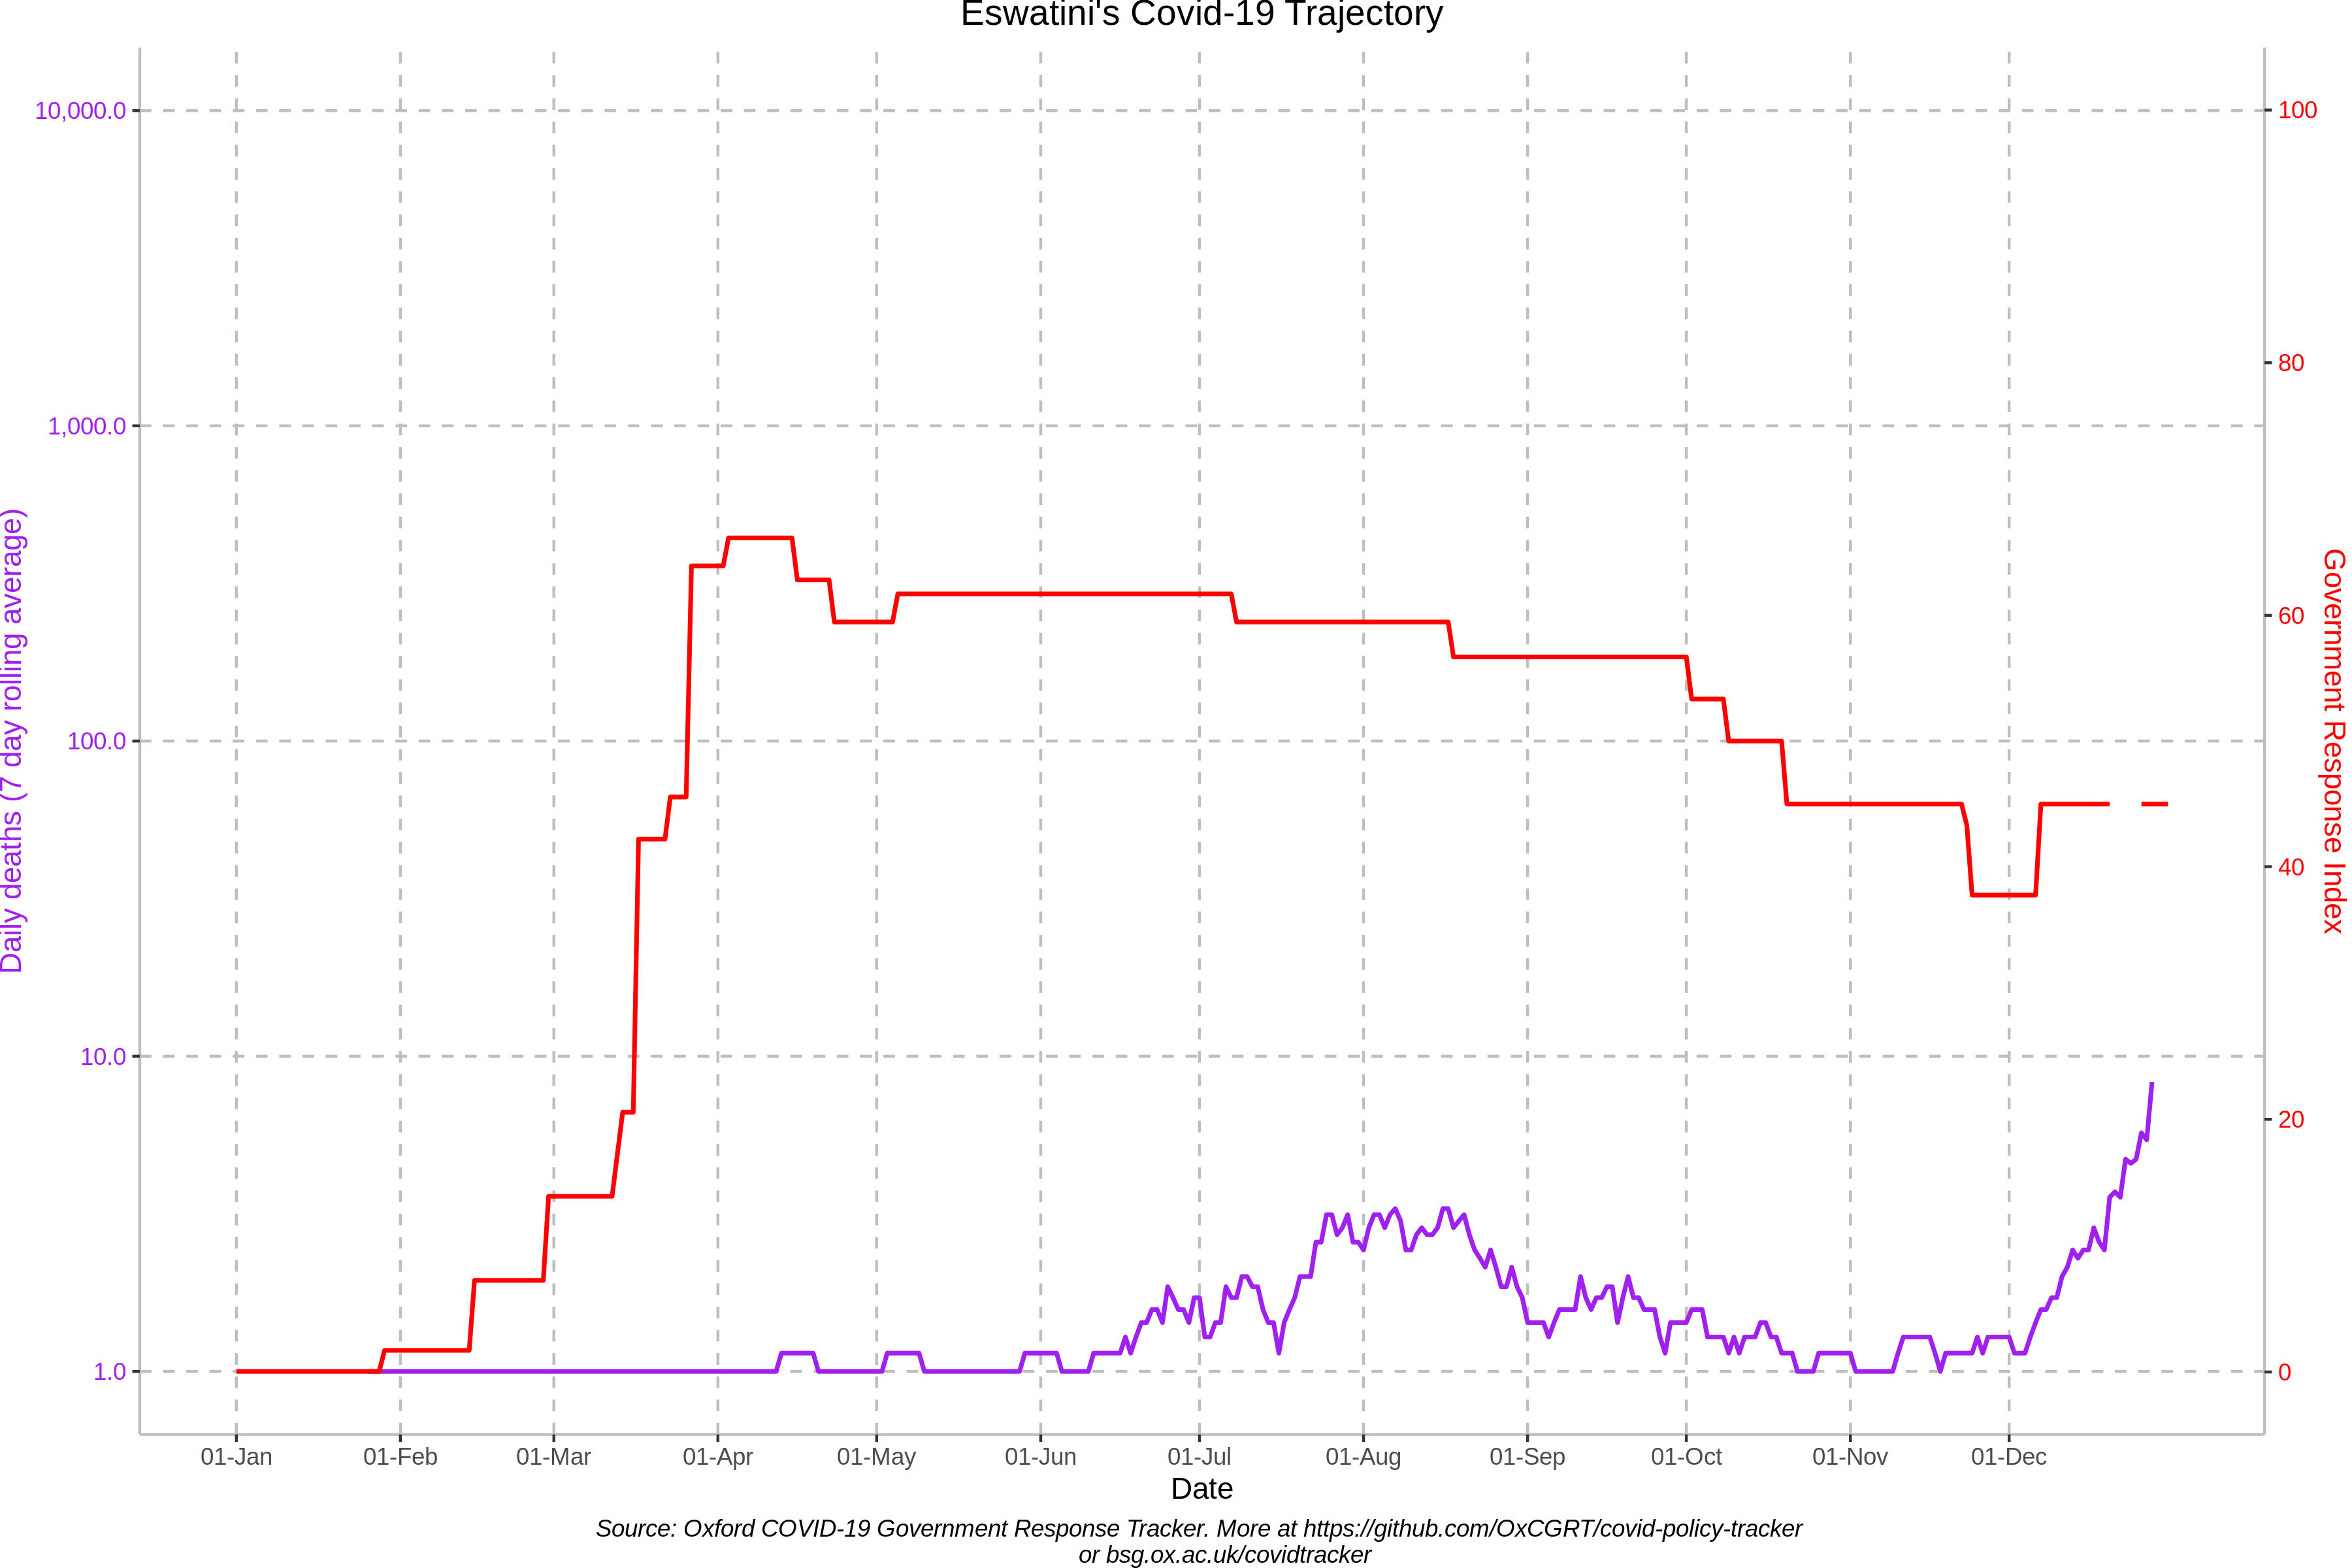 Eswatini's Covid-19 Trajectory
10,000.0
1,000.0
100.0
10.0
1.0
Daily deaths (7 day rolling average)
100
80
60
40
20
0
Government Response Index
01-Jan 01-Feb 01-Mar 01-Apr 01-May 01-Jun 01-Jul 01-Aug 01-Sep 01-Oct 01-Nov 01-Dec
Date
Source: Oxford COVID-19 Government Response Tracker. More at https://github.com/OxCGRT/covid-policy-tracker
or bsg.ox.ac.uk/covidtracker